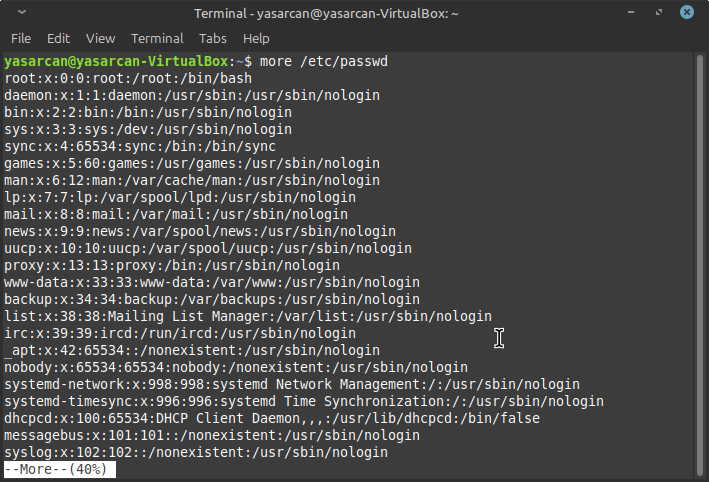 Terminal - yasarcan@yasarcan-VirtualBox: ~
File Edit View Terminal Tabs Help
yasarcan@yasarcan-VirtualBox:~$ more /etc/passwd
root:x:0:0:root:/root:/bin/bash
daemon:x:1:1:daemon:/usr/sbin:/usr/sbin/nologin
bin:x:2:2:bin:/bin:/usr/sbin/nologin
sys:x:3:3:sys:/dev:/usr/sbin/nologin
sync:x:4:65534:sync:/bin:/bin/sync
games:x:5:60:games:/usr/games:/usr/sbin/nologin
man:x:6:12:man:/var/cache/man:/usr/sbin/nologin
lp:x:7:7:lp:/var/spool/lpd:/usr/sbin/nologin
mail:x:8:8:mail:/var/mail:/usr/sbin/nologin
news:x:9:9:news:/var/spool/news:/usr/sbin/nologin
uucp:x:10:10:uucp:/var/spool/uucp:/usr/sbin/nologin
proxy:x:13:13:proxy:/bin:/usr/sbin/nologin
www-data:x:33:33:www-data:/var/www:/usr/sbin/nologin
backup:x:34:34:backup:/var/backups:/usr/sbin/nologin
list:x:38:38:Mailing List Manager:/var/list:/usr/sbin/nologin
irc:x:39:39:ircd:/run/ircd:/usr/sbin/nologin
_apt:x:42:65534::/nonexistent:/usr/sbin/nologin
nobody:x:65534:65534:nobody:/nonexistent:/usr/sbin/nologin
systemd-network:x:998:998:systemd Network Management:/:/usr/sbin/nologin
systemd-timesync:x:996:996:systemd Time Synchronization:/:/usr/sbin/nologin
dhcpcd:x:100:65534:DHCP Client Daemon,,,:/usr/lib/dhcpcd:/bin/false
messagebus:x:101:101::/nonexistent:/usr/sbin/nologin
syslog:x:102:102::/nonexistent:/usr/sbin/nologin
--More--(40%)